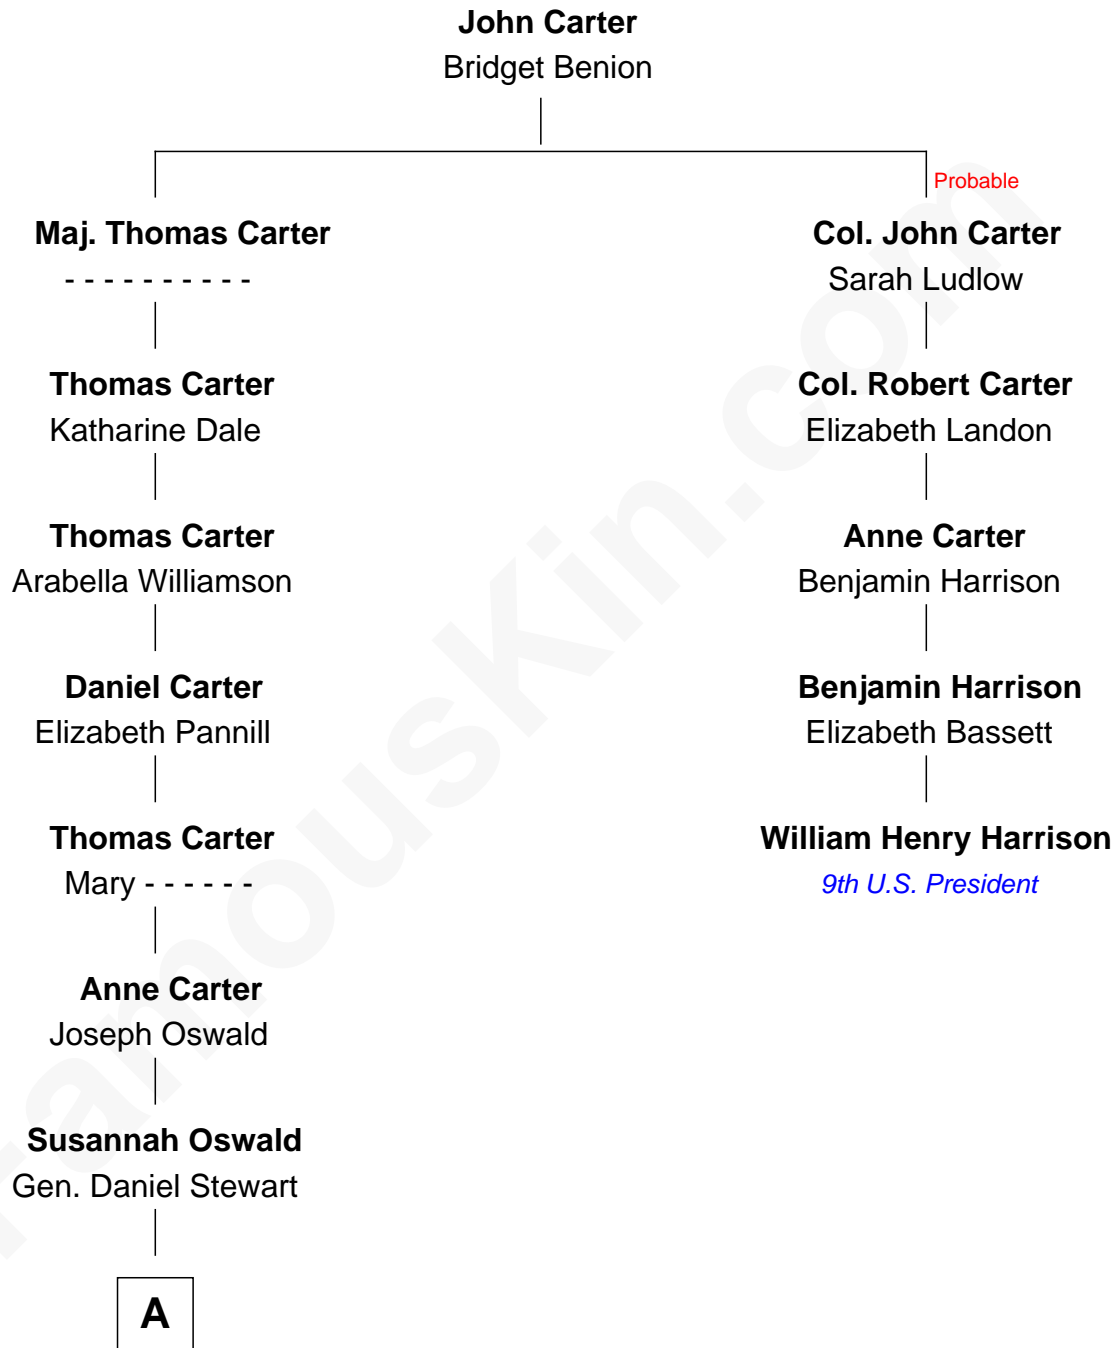 John Carter
Bridget Benion
Probable
Maj. Thomas Carter
- - - - - - - - - -
Col. John Carter
Sarah Ludlow
Thomas Carter
Katharine Dale
Col. Robert Carter
Elizabeth Landon
Thomas Carter
Arabella Williamson
Anne Carter
Benjamin Harrison
Daniel Carter
Elizabeth Pannill
Benjamin Harrison
Elizabeth Bassett
Thomas Carter
Mary - - - - - -
William Henry Harrison
9th U.S. President
Anne Carter
Joseph Oswald
Susannah Oswald
Gen. Daniel Stewart
A
FamousKin.com